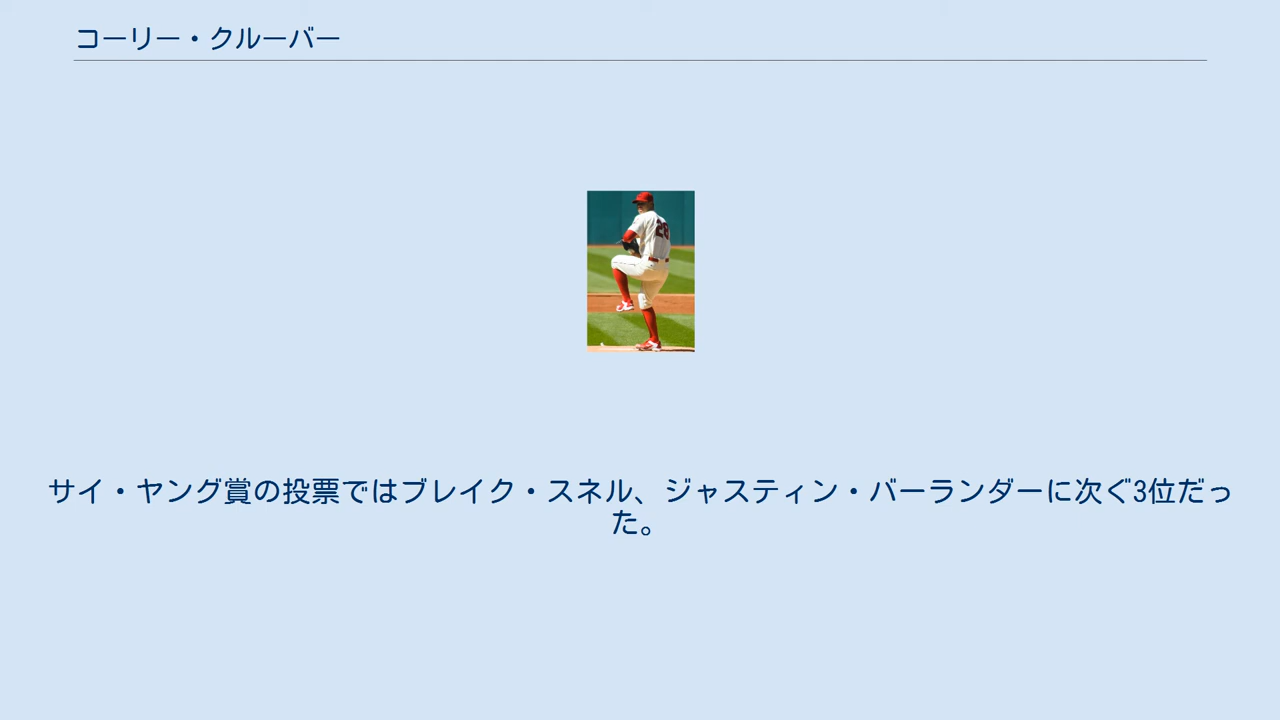 コーリー・クルーバー
28
サイ・ヤング賞の投票ではブレイク・スネル、ジャスティン・バーランダーに次ぐ3位だっ
た。